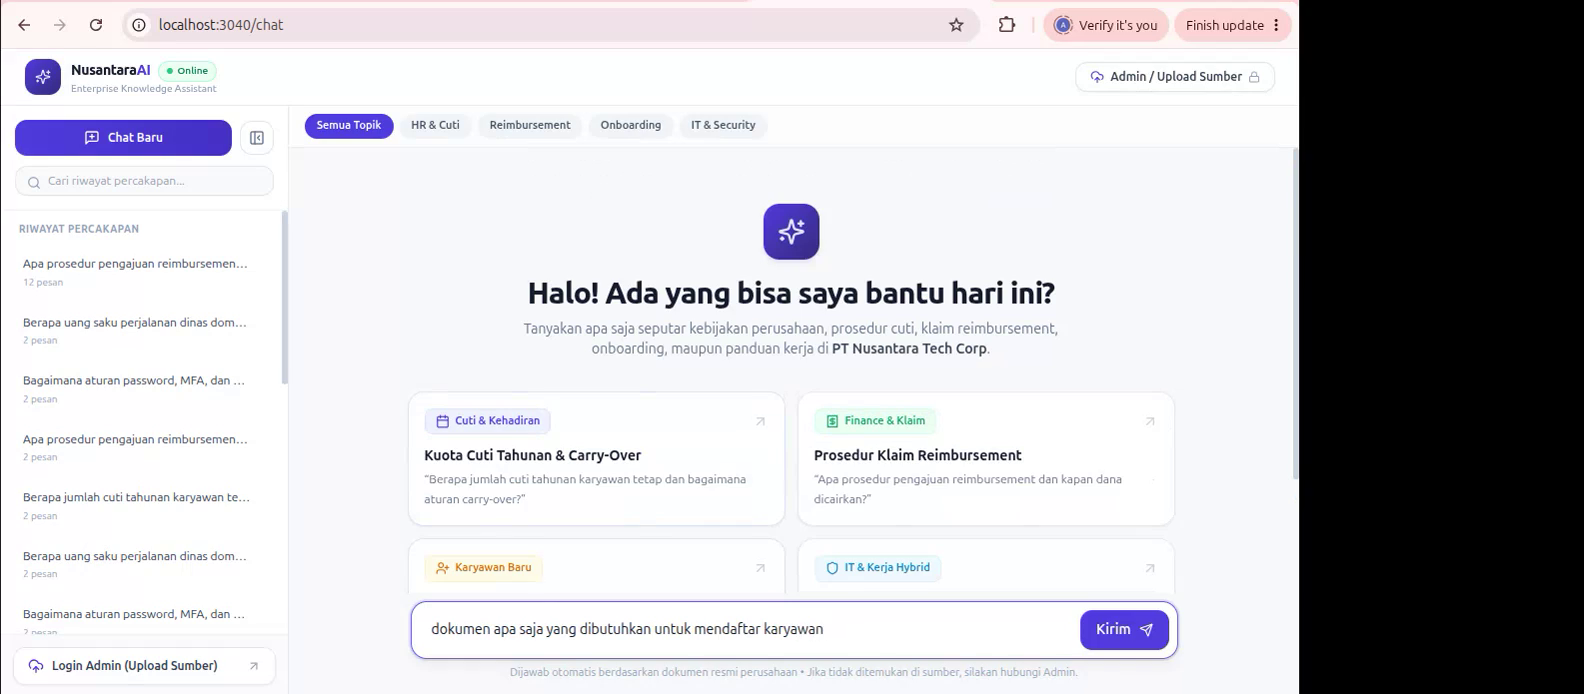 localhost:3040/chat
Verify it's you
Finish update
NusantaraAI
Online
Enterprise Knowledge Assistant
Admin / Upload Sumber
Chat Baru
Cari riwayat percakapan...
RIWAYAT PERCAKAPAN
Apa prosedur pengajuan reimbursemen...
12 pesan
Berapa uang saku perjalanan dinas dom...
2 pesan
Bagaimana aturan password, MFA, dan ...
2 pesan
Apa prosedur pengajuan reimbursemen...
2 pesan
Berapa jumlah cuti tahunan karyawan te...
2 pesan
Berapa uang saku perjalanan dinas dom...
2 pesan
Bagaimana aturan password, MFA, dan ...
2 pesan
Login Admin (Upload Sumber)
Semua Topik
HR & Cuti
Reimbursement
Onboarding
IT & Security
Halo! Ada yang bisa saya bantu hari ini?
Tanyakan apa saja seputar kebijakan perusahaan, prosedur cuti, klaim reimbursement,
onboarding, maupun panduan kerja di PT Nusantara Tech Corp.
Cuti & Kehadiran
Kuota Cuti Tahunan & Carry-Over
"Berapa jumlah cuti tahunan karyawan tetap dan bagaimana
aturan carry-over?"
Finance & Klaim
Prosedur Klaim Reimbursement
"Apa prosedur pengajuan reimbursement dan kapan dana
dicairkan?"
Karyawan Baru
IT & Kerja Hybrid
dokumen apa saja yang dibutuhkan untuk mendaftar karyawan
Kirim
Dijawab otomatis berdasarkan dokumen resmi perusahaan • Jika tidak ditemukan di sumber, silakan hubungi Admin.